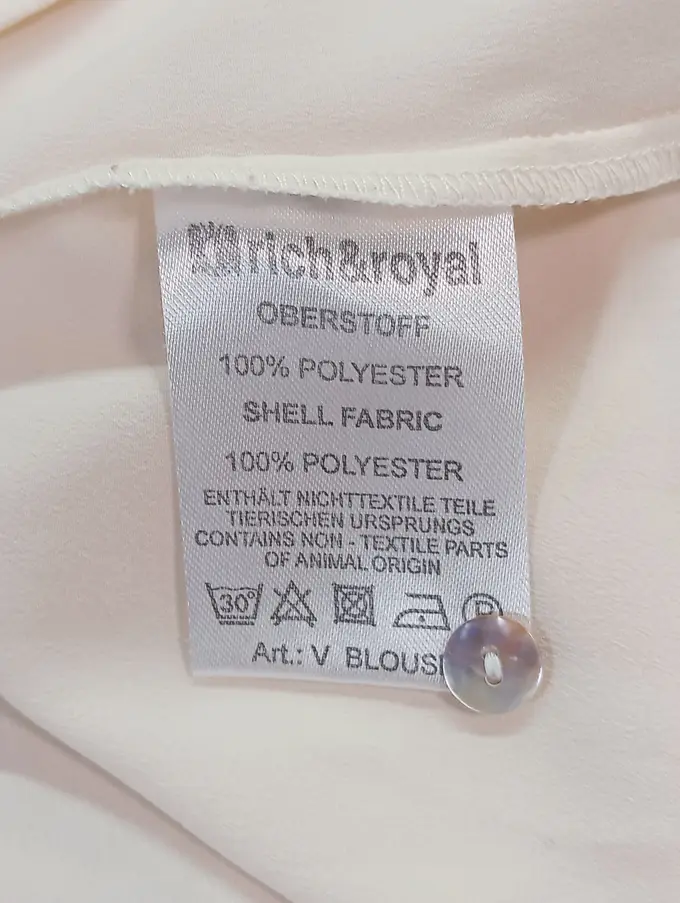 rich&royal
OBERSTOFF
100% POLYESTER
SHELL FABRIC
100% POLYESTER
ENTHÄLT NICHTTEXTILE TEILE
TIERISCHEN URSPRUNGS
CONTAINS NON - TEXTILE PARTS
OF ANIMAL ORIGIN
30° P
Art.: V BLOUS